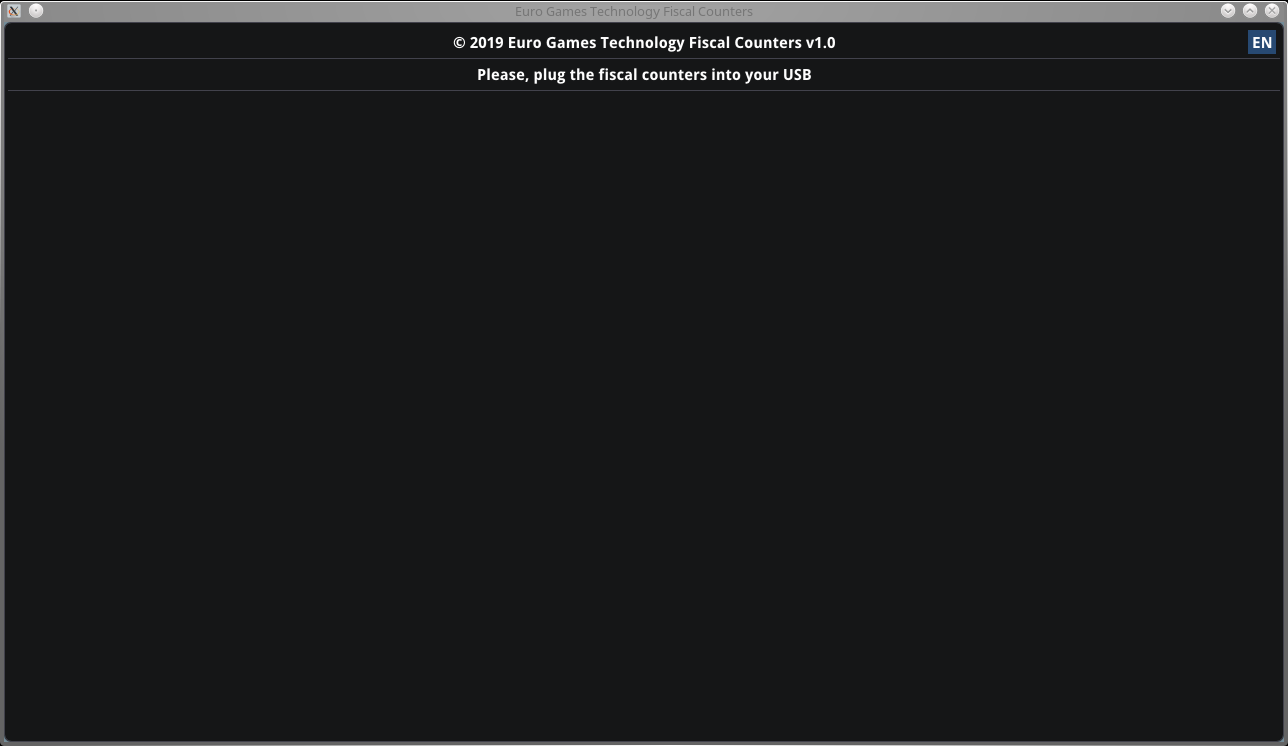 Euro Games Technology Fiscal Counters
© 2019 Euro Games Technology Fiscal Counters v1.0
EN
Please, plug the fiscal counters into your USB